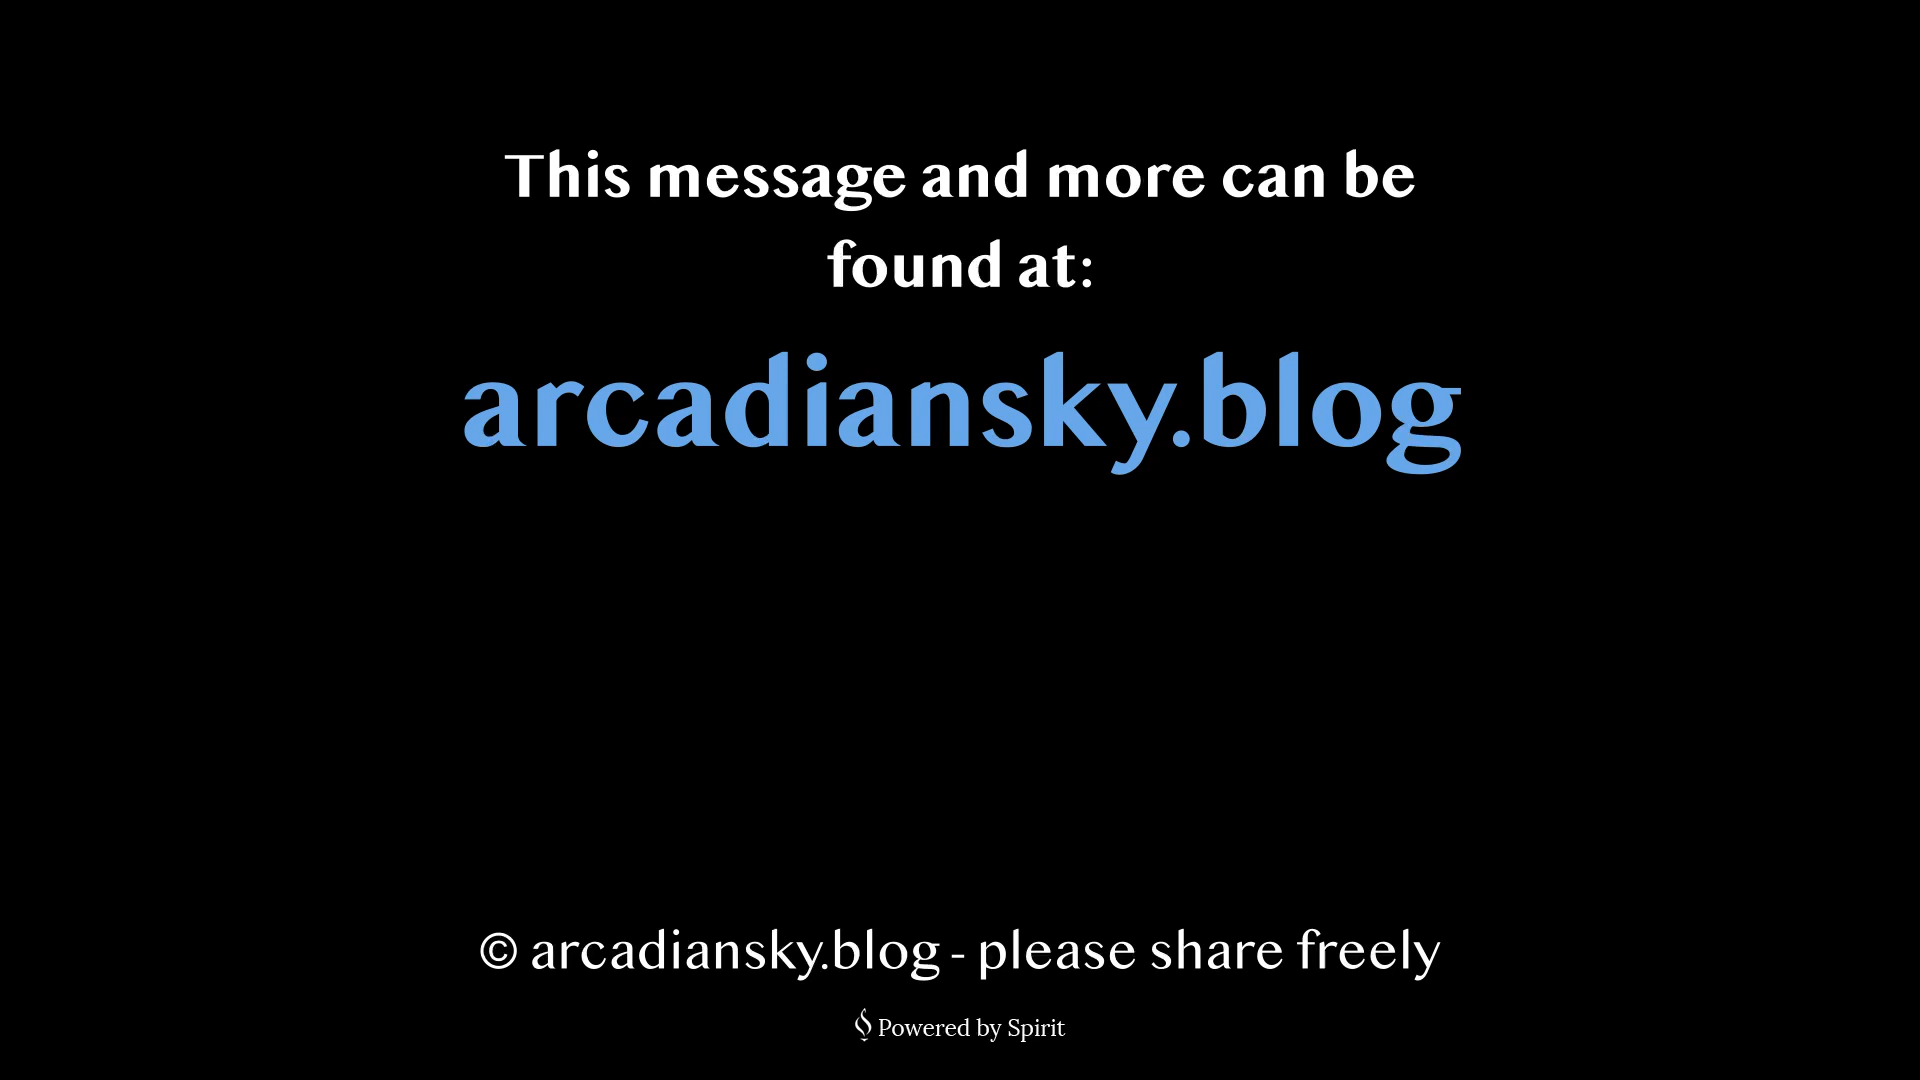 This message and more can be
found at:
arcadiansky.blog
© arcadiansky.blog - please share freely
Powered by Spirit